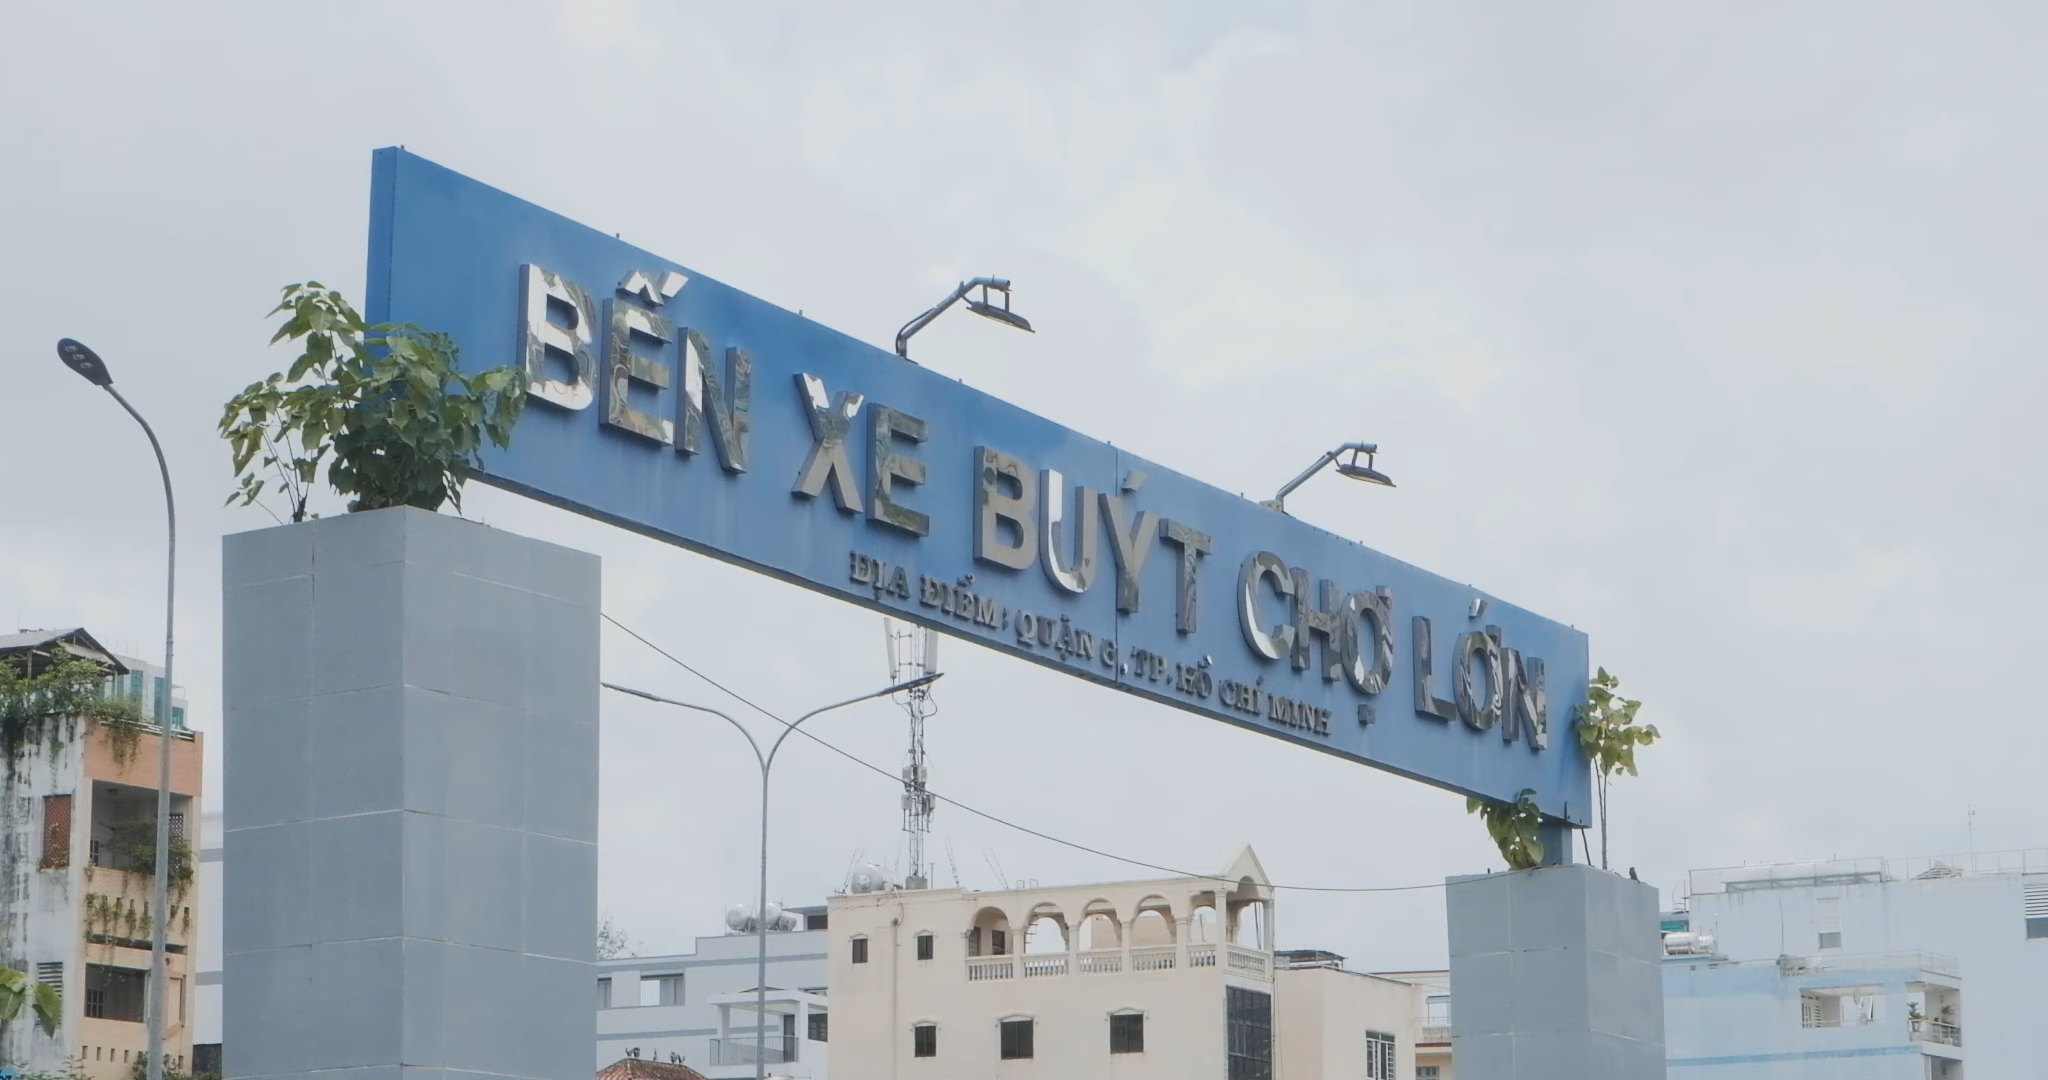 BẾN XE BUÝT CHỢ LỚN
ĐỊA ĐIỂM: QUẬN 6, TP. HỒ CHÍ MINH